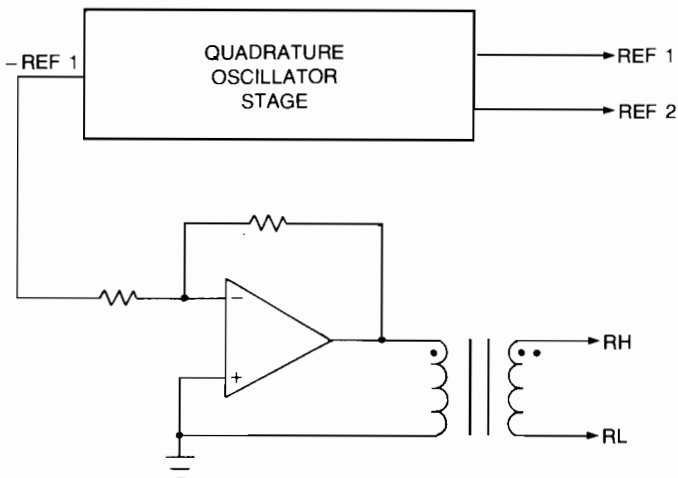 – REF 1
QUADRATURE
OSCILLATOR
STAGE
REF 1
REF 2
–
+
RH
RL